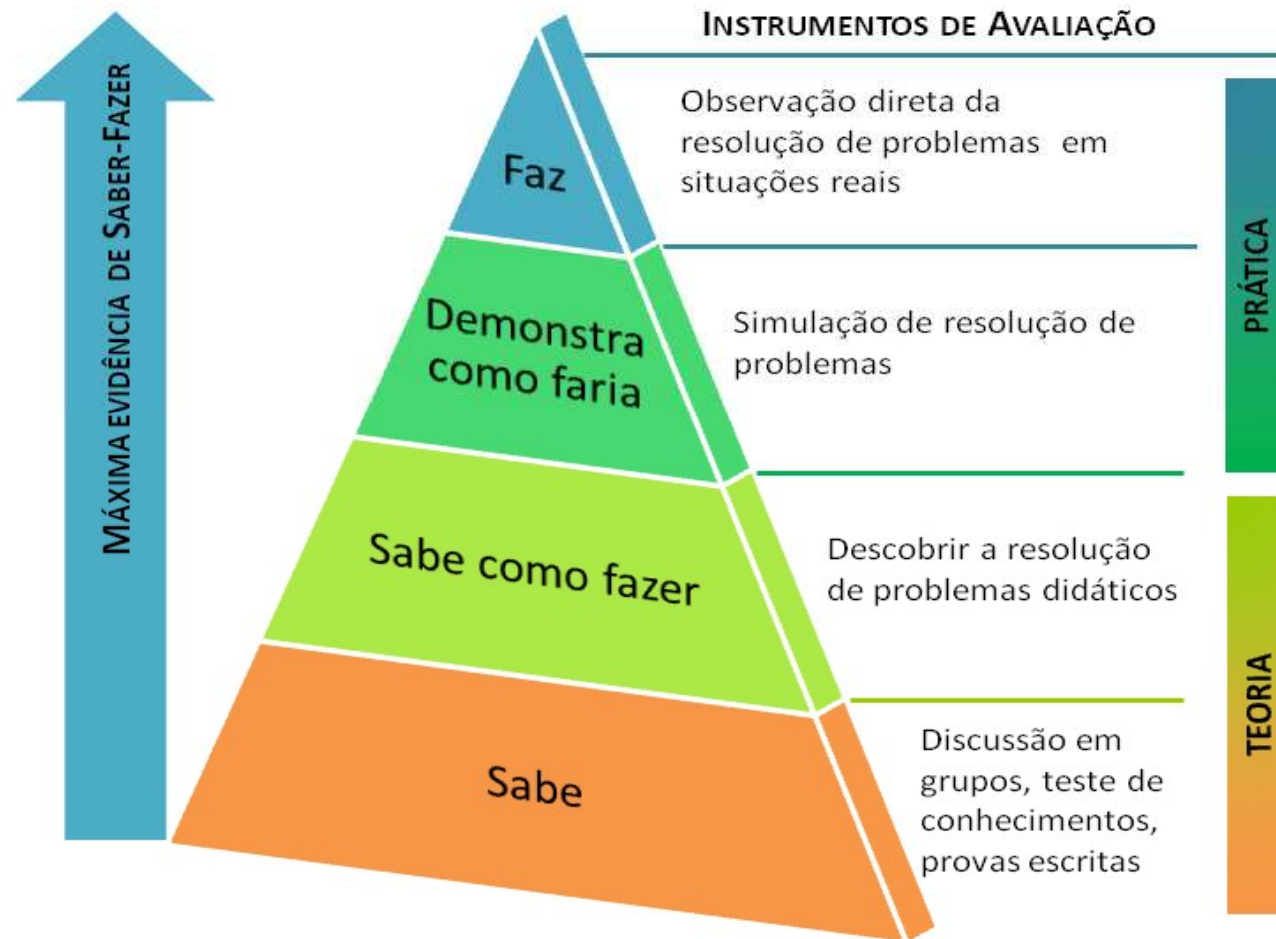 INSTRUMENTOS DE AVALIAÇÃO
MÁXIMA EVIDÊNCIA DE SABER-FAZER
Faz
Observação direta da
resolução de problemas em
situações reais
Demonstra
como faria
Simulação de resolução de
problemas
PRÁTICA
Sabe como fazer
Descobrir a resolução
de problemas didáticos
Sabe
Discussão em
grupos, teste de
conhecimentos,
provas escritas
TEORIA